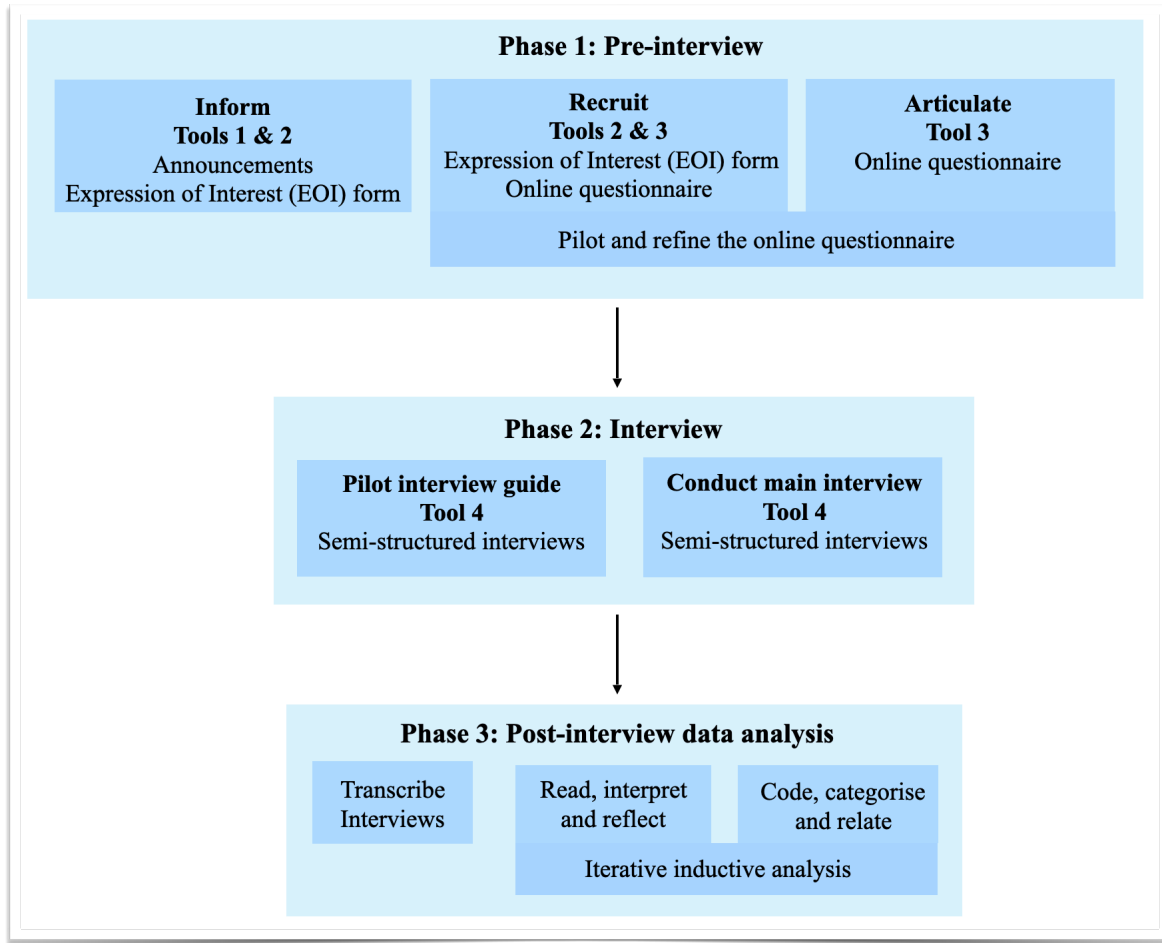 Phase 1: Pre-interview
Inform
Tools 1 & 2
Announcements
Expression of Interest (EOI) form
Recruit
Tools 2 & 3
Expression of Interest (EOI) form
Online questionnaire
Articulate
Tool 3
Online questionnaire
Pilot and refine the online questionnaire
Phase 2: Interview
Pilot interview guide
Tool 4
Semi-structured interviews
Conduct main interview
Tool 4
Semi-structured interviews
Phase 3: Post-interview data analysis
Transcribe
Interviews
Read, interpret
and reflect
Code, categorise
and relate
Iterative inductive analysis